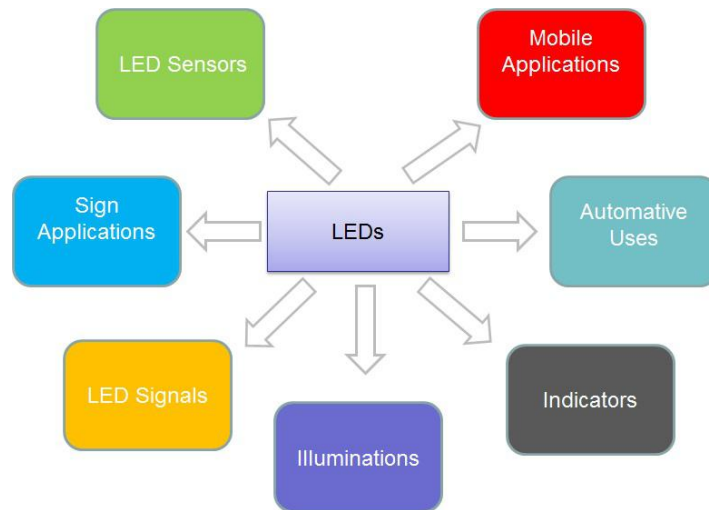 LED Sensors
Mobile
Applications
Sign
Applications
LEDs
Automative
Uses
LED Signals
Illuminations
Indicators